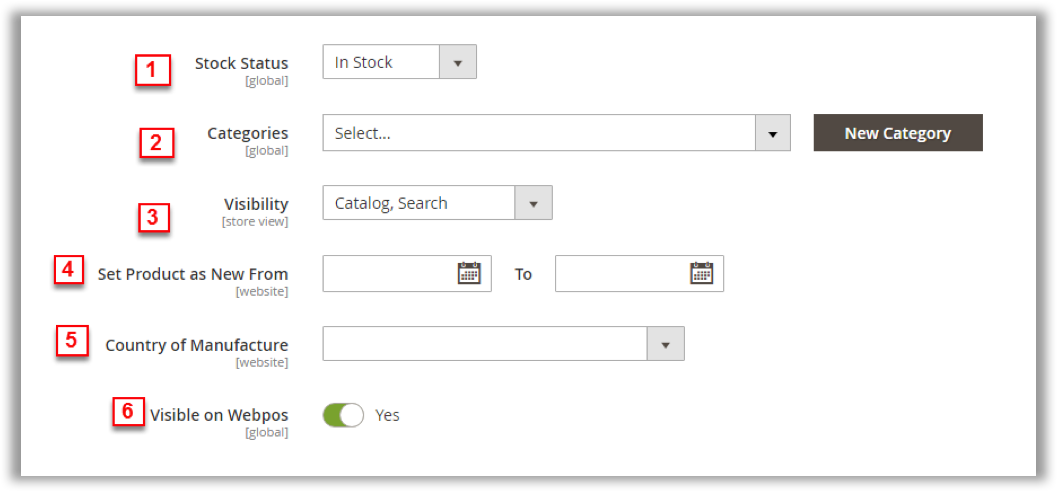 1 Stock Status In Stock
[global]
2 Categories Select... New Category
[global]
3 Visibility Catalog, Search
[store view]
4 Set Product as New From To
[website]
5 Country of Manufacture
[website]
6 Visible on Webpos Yes
[global]